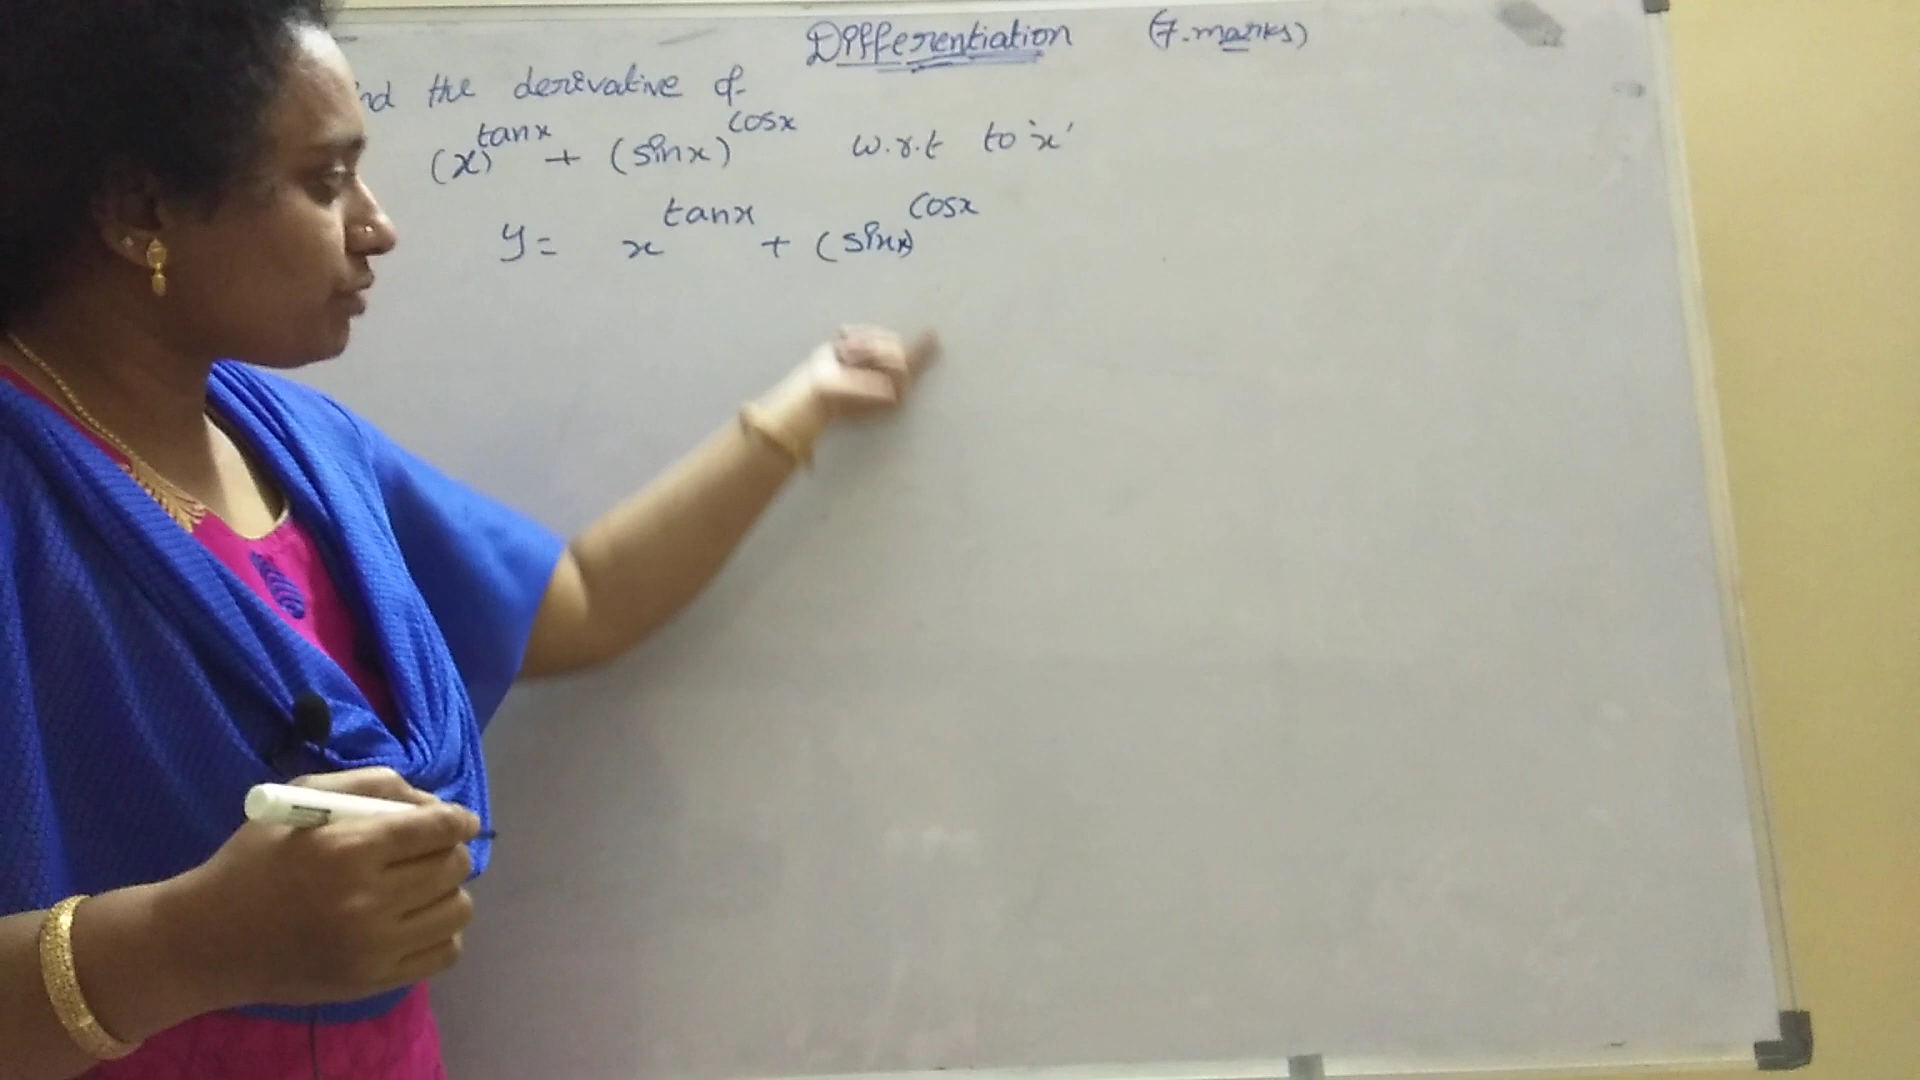 Differentiation (7.marks)
nd the derivative of
(x)^tanx + (sinx)^cosx w.r.t to 'x'
y = x^tanx + (sinx)^cosx